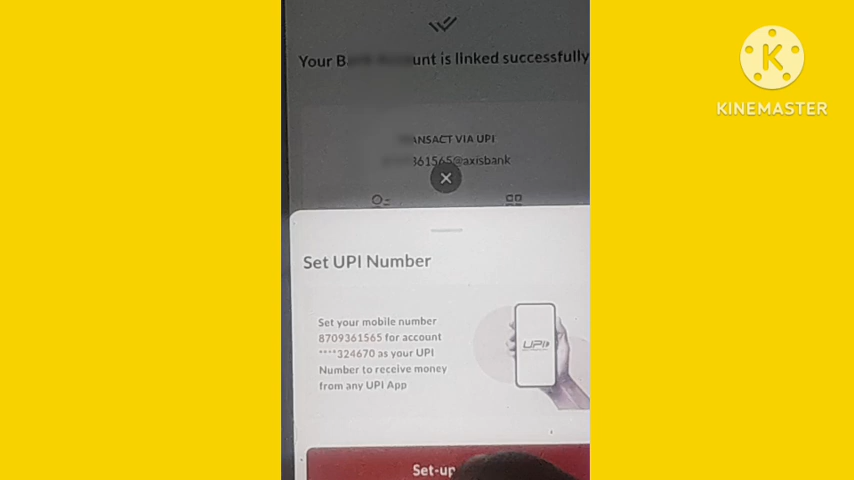 Your B unt is linked successfully
ANSACT VIA UPI
361565@axisbank
Set UPI Number
Set your mobile number
8709361565 for account
****324670 as your UPI
Number to receive money
from any UPI App
UPI
Set-up
KINEMASTER